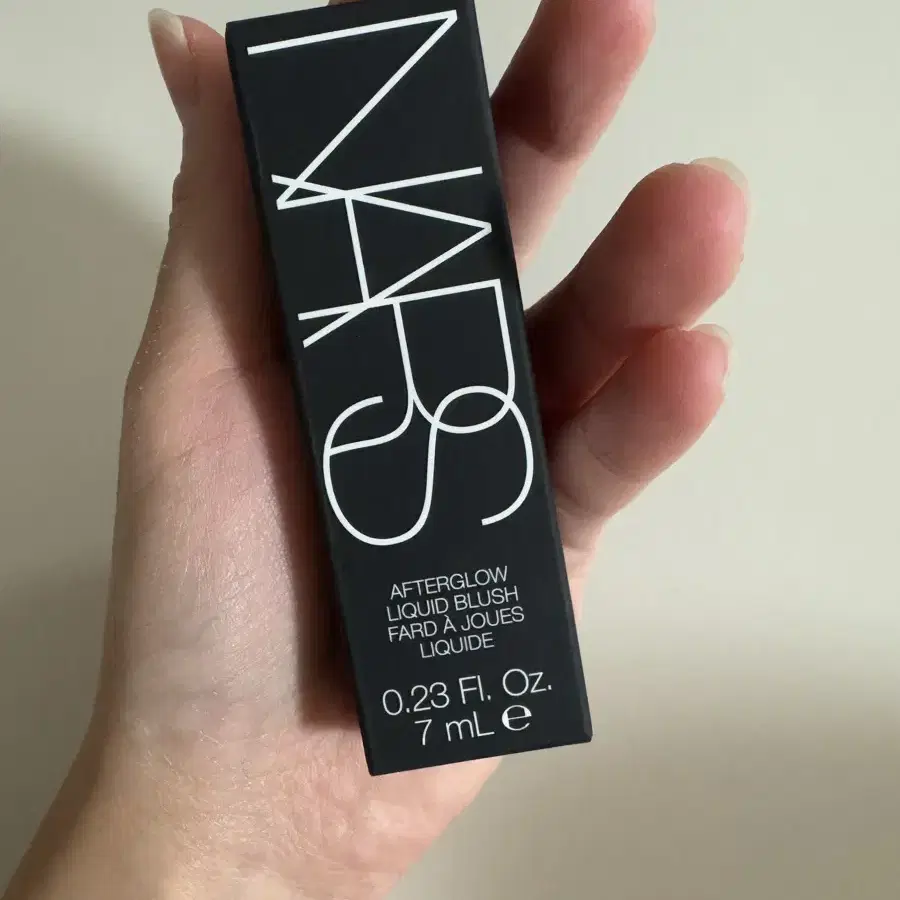 NARS
AFTERGLOW
LIQUID BLUSH
FARD À JOUES
LIQUIDE
0.23 Fl. Oz.
7 mL ℮